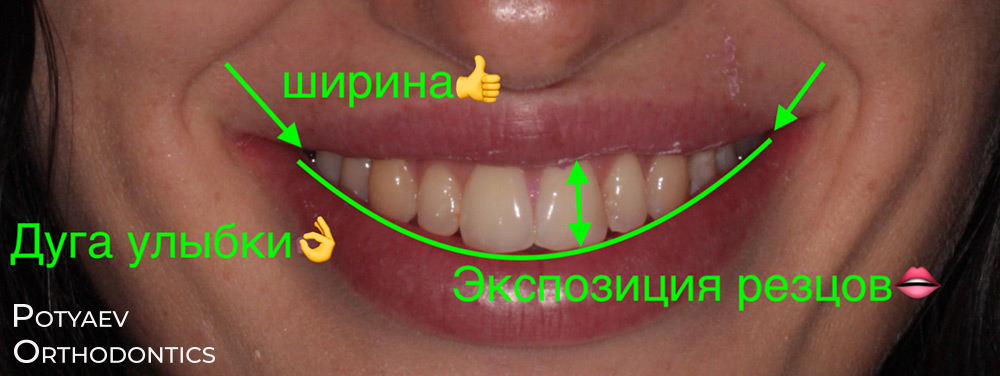 ширина👍
Дуга улыбки👌
Экспозиция резцов👄
POTYAEV
ORTHODONTICS